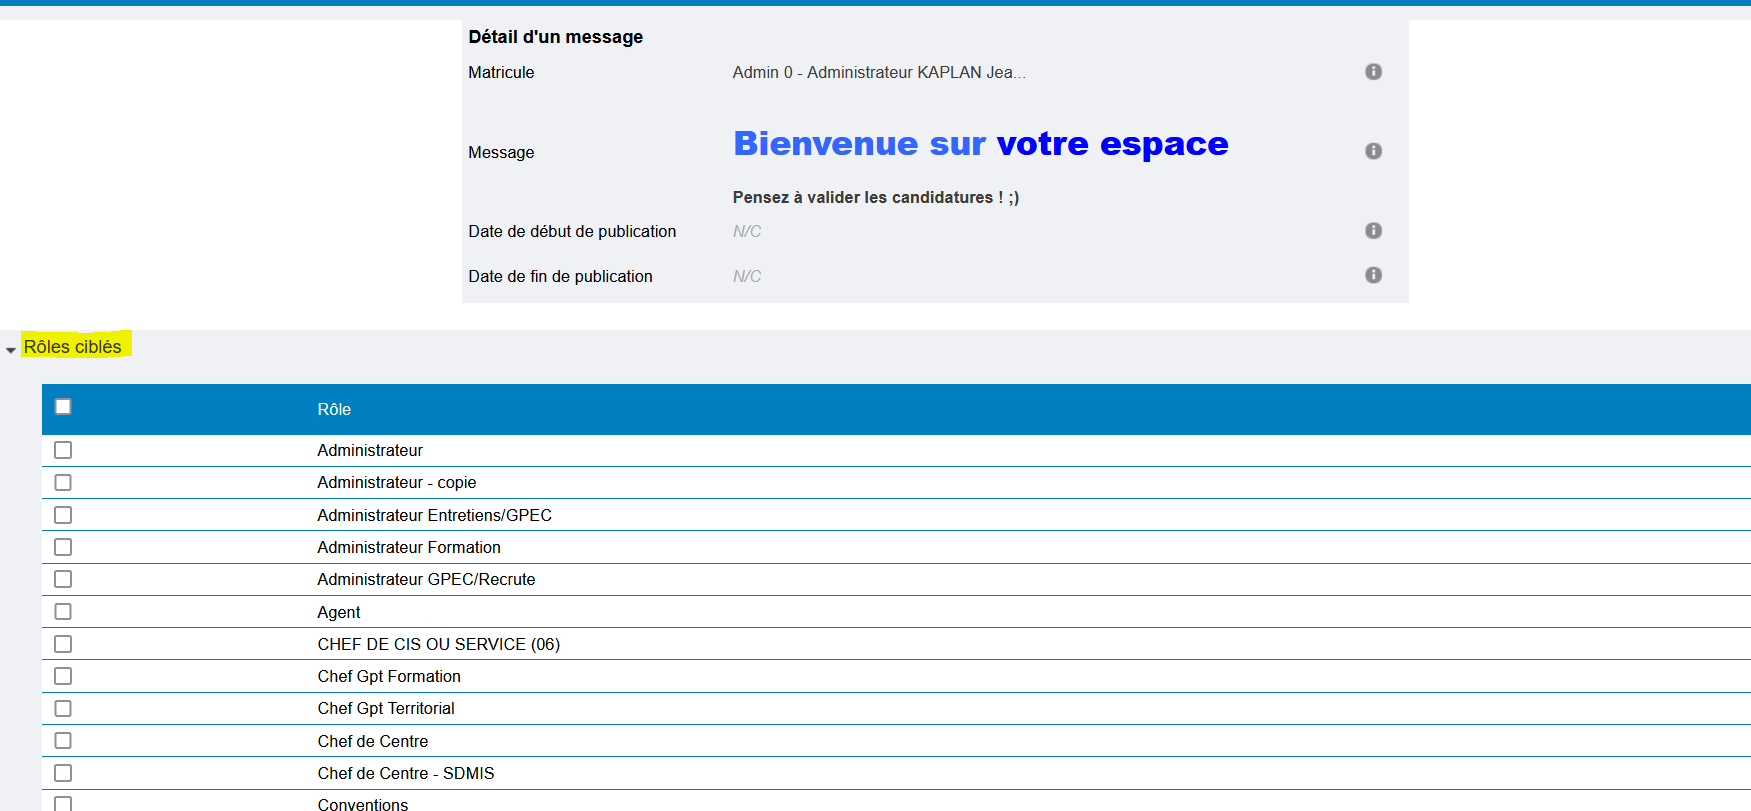 Détail d'un message
Matricule Admin 0 - Administrateur KAPLAN Jea...
Message Bienvenue sur votre espace
Pensez à valider les candidatures ! ;)
Date de début de publication N/C
Date de fin de publication N/C
Rôles ciblés
Rôle
Administrateur
Administrateur - copie
Administrateur Entretiens/GPEC
Administrateur Formation
Administrateur GPEC/Recrute
Agent
CHEF DE CIS OU SERVICE (06)
Chef Gpt Formation
Chef Gpt Territorial
Chef de Centre
Chef de Centre - SDMIS
Conventions